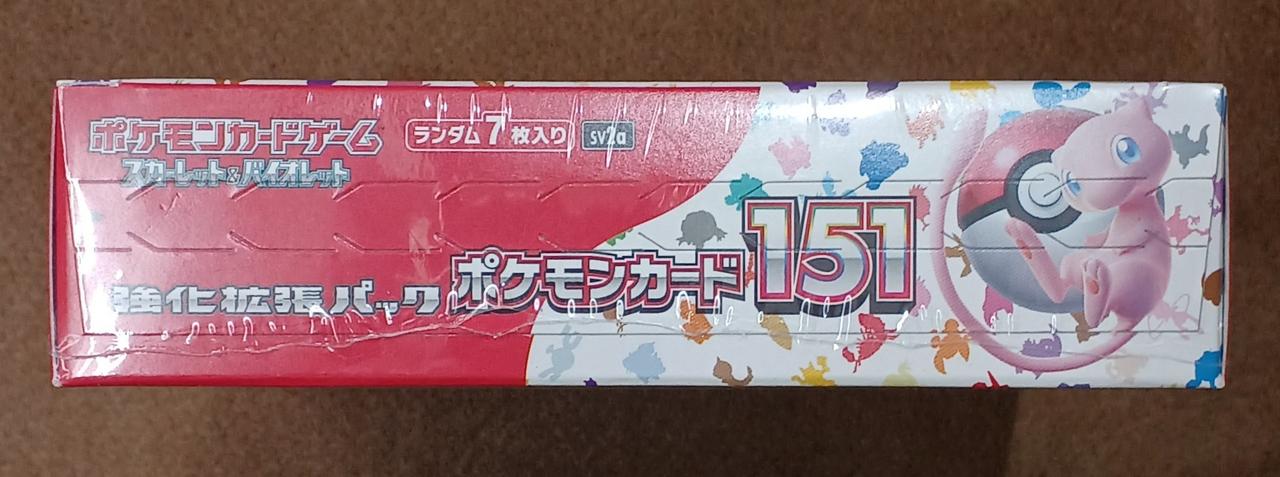 ポケモンカードゲーム
スカーレット&バイオレット
ランダム7枚入り
sv2a
強化拡張パック
ポケモンカード151